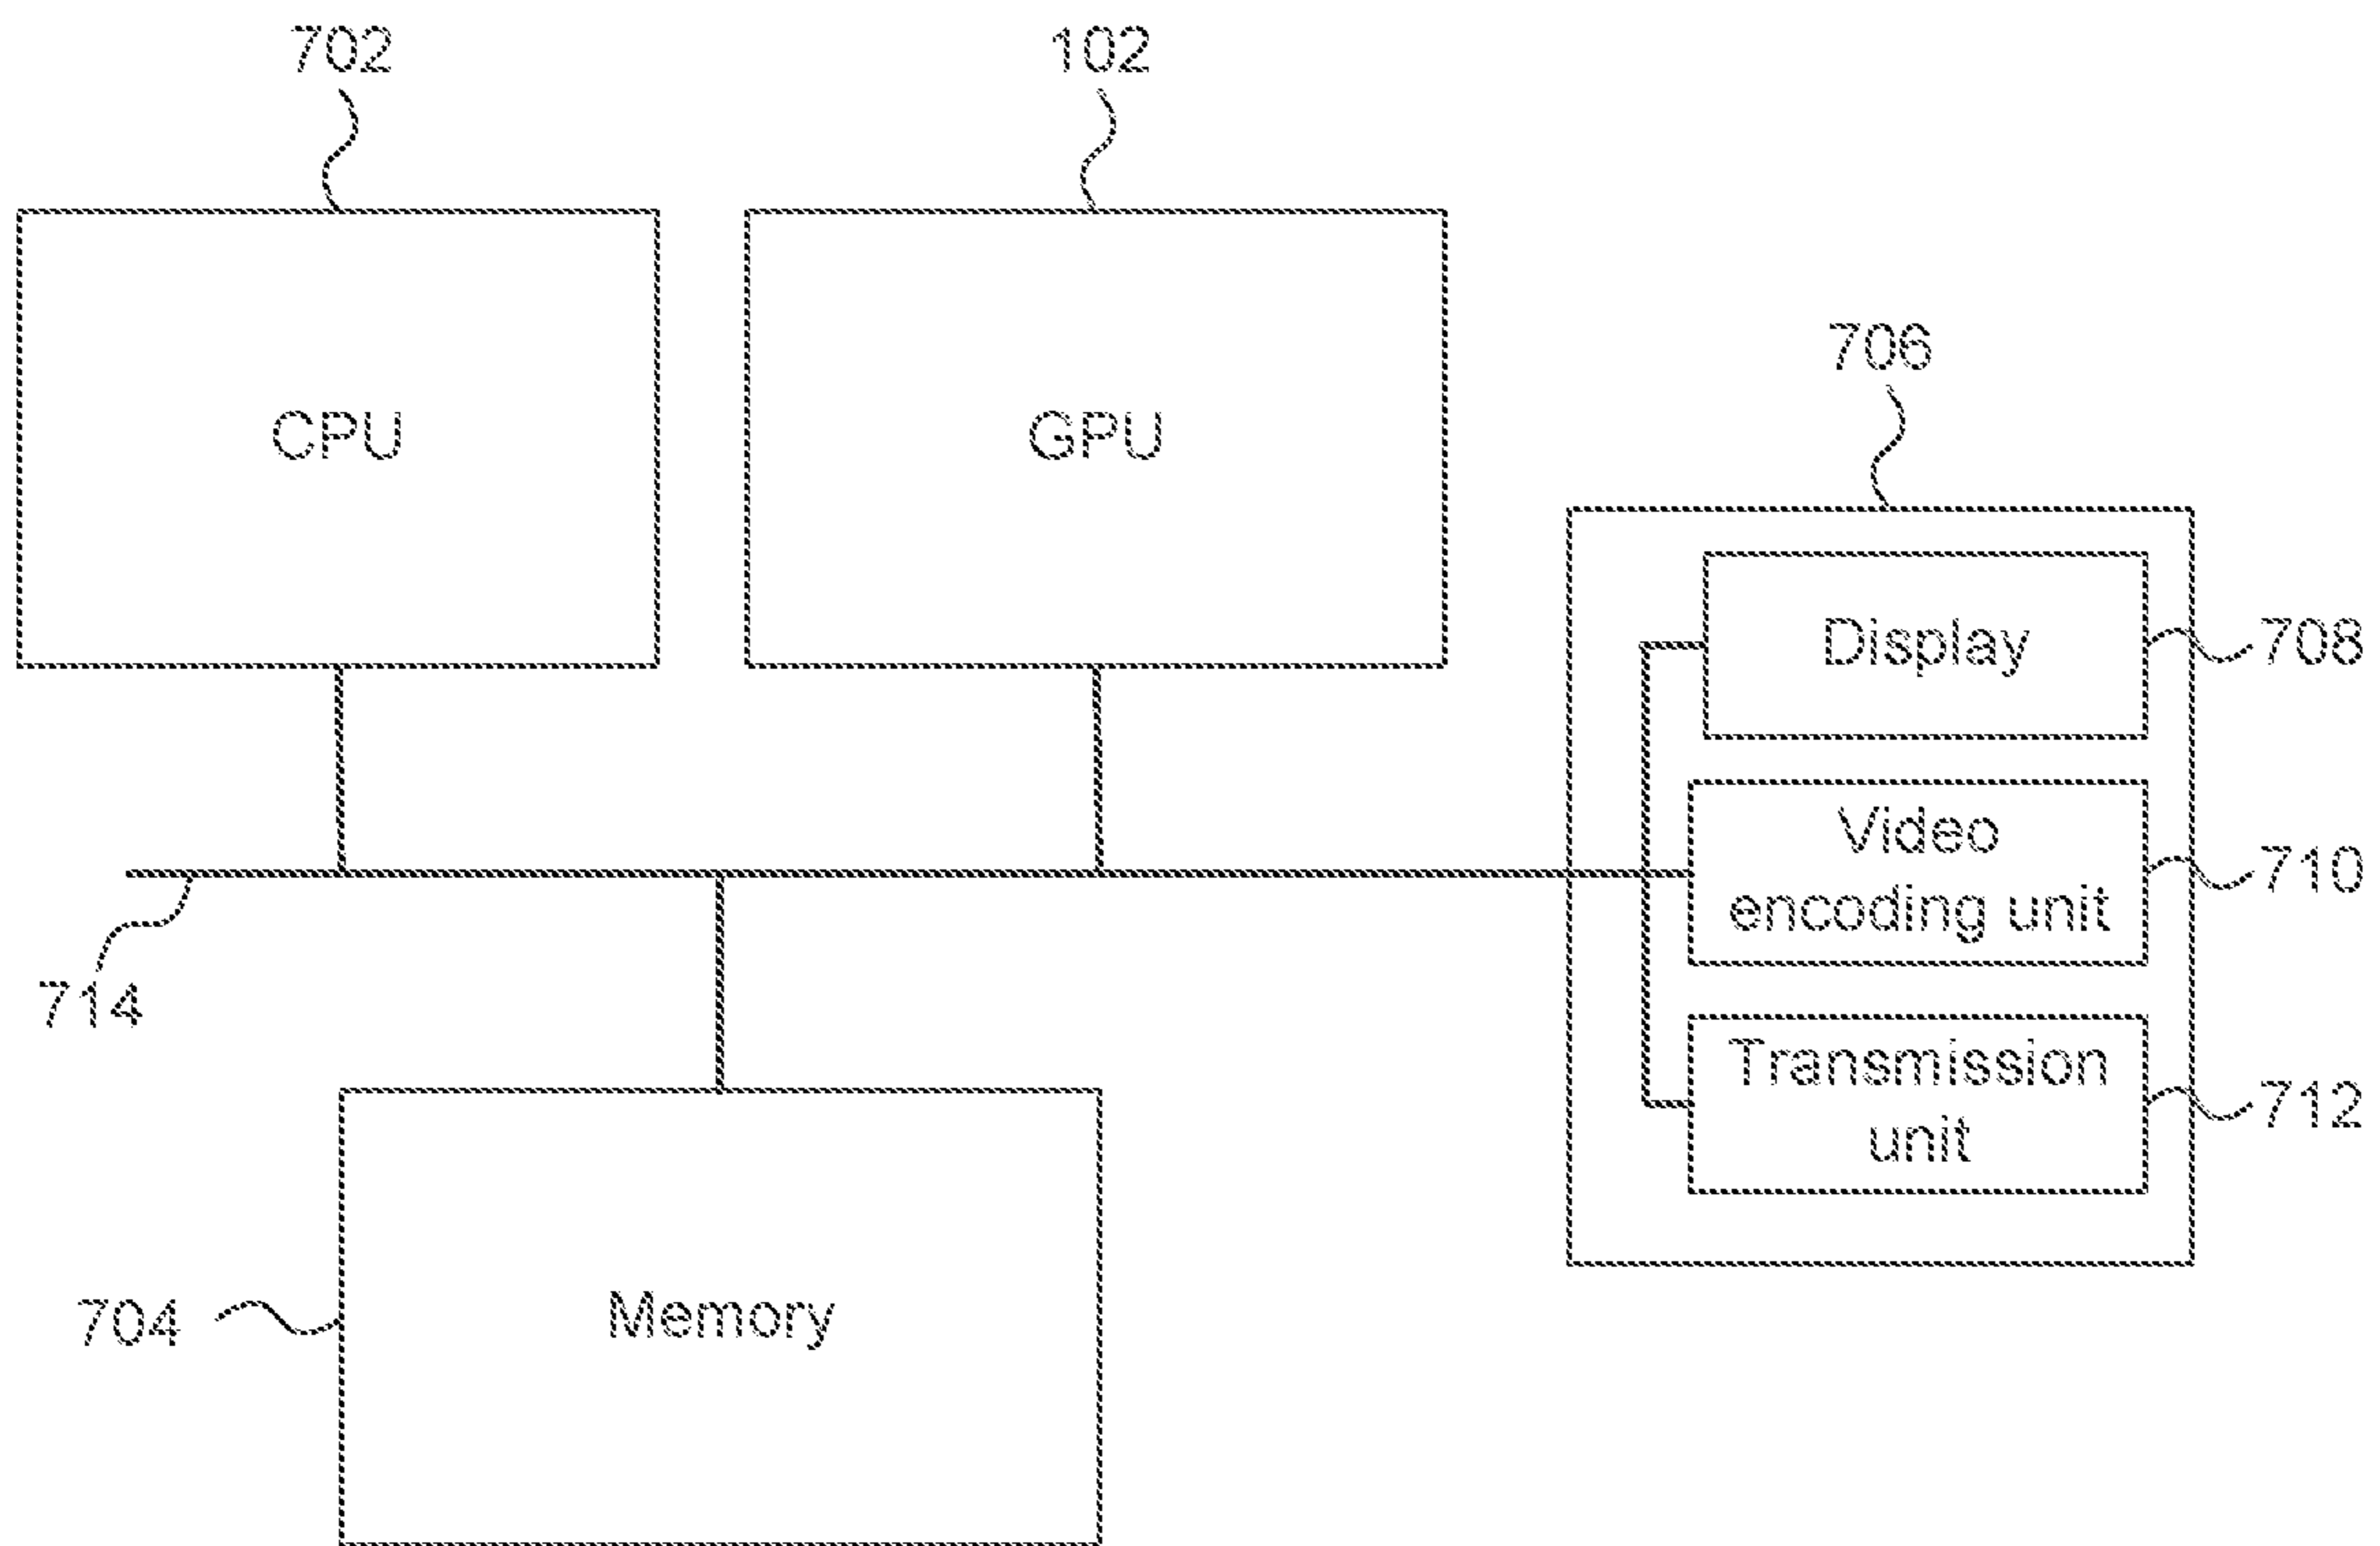 702
102
CPU
GPU
706
Display
708
Video
encoding unit
710
714
Transmission
unit
712
704
Memory